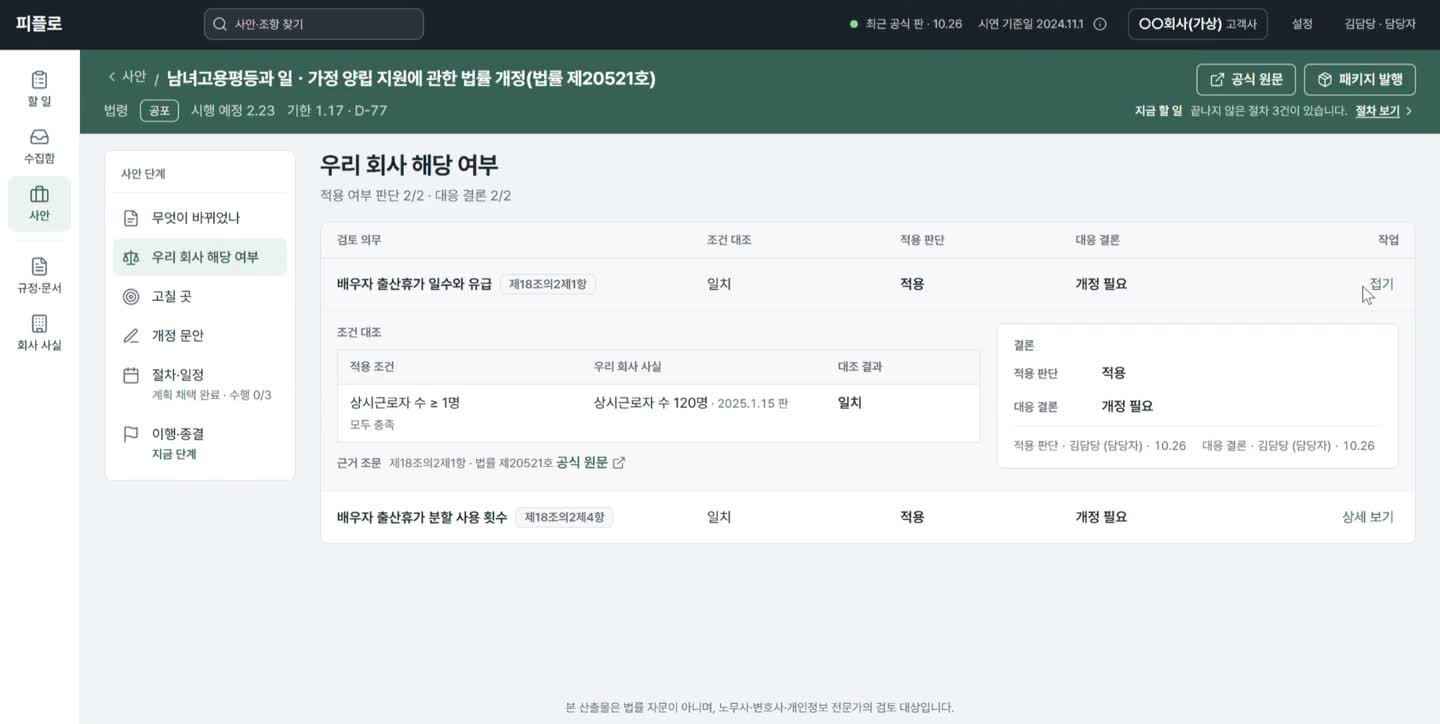 피플로
사안·조항 찾기
최근 공식 판 · 10.26 시연 기준일 2024.11.1
○○회사(가상) 고객사
설정
김담당 · 담당자
할 일
수집함
사안
규정·문서
회사 사실
사안 / 남녀고용평등과 일 · 가정 양립 지원에 관한 법률 개정(법률 제20521호)
법령 공포 시행 예정 2.23 기한 1.17 · D-77
공식 원문
패키지 발행
지금 할 일 끝나지 않은 절차 3건이 있습니다. 절차 보기
사안 단계
무엇이 바뀌었나
우리 회사 해당 여부
고칠 곳
개정 문안
절차·일정
계획 채택 완료 · 수행 0/3
이행·종결
지금 단계
우리 회사 해당 여부
적용 여부 판단 2/2 · 대응 결론 2/2
검토 의무 조건 대조 적용 판단 대응 결론 작업
배우자 출산휴가 일수와 유급 제18조의2제1항 일치 적용 개정 필요 접기
조건 대조
적용 조건 우리 회사 사실 대조 결과
상시근로자 수 ≥ 1명 상시근로자 수 120명 · 2025.1.15 판 일치
모두 충족
근거 조문 제18조의2제1항 · 법률 제20521호 공식 원문
결론
적용 판단 적용
대응 결론 개정 필요
적용 판단 · 김담당 (담당자) · 10.26 대응 결론 · 김담당 (담당자) · 10.26
배우자 출산휴가 분할 사용 횟수 제18조의2제4항 일치 적용 개정 필요 상세 보기
본 산출물은 법률 자문이 아니며, 노무사·변호사·개인정보 전문가의 검토 대상입니다.